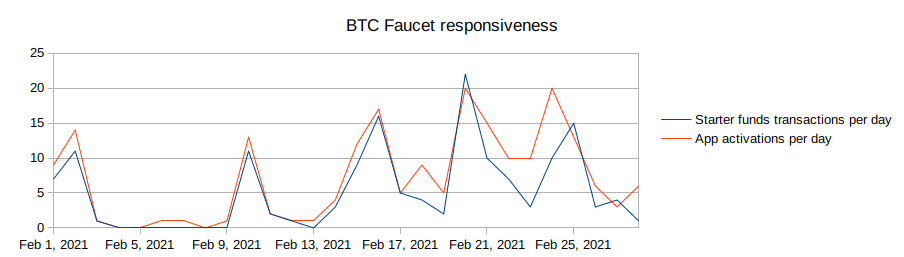 BTC Faucet responsiveness
25
20
15
10
5
0
Feb 1, 2021 Feb 5, 2021 Feb 9, 2021 Feb 13, 2021 Feb 17, 2021 Feb 21, 2021 Feb 25, 2021
Starter funds transactions per day
App activations per day